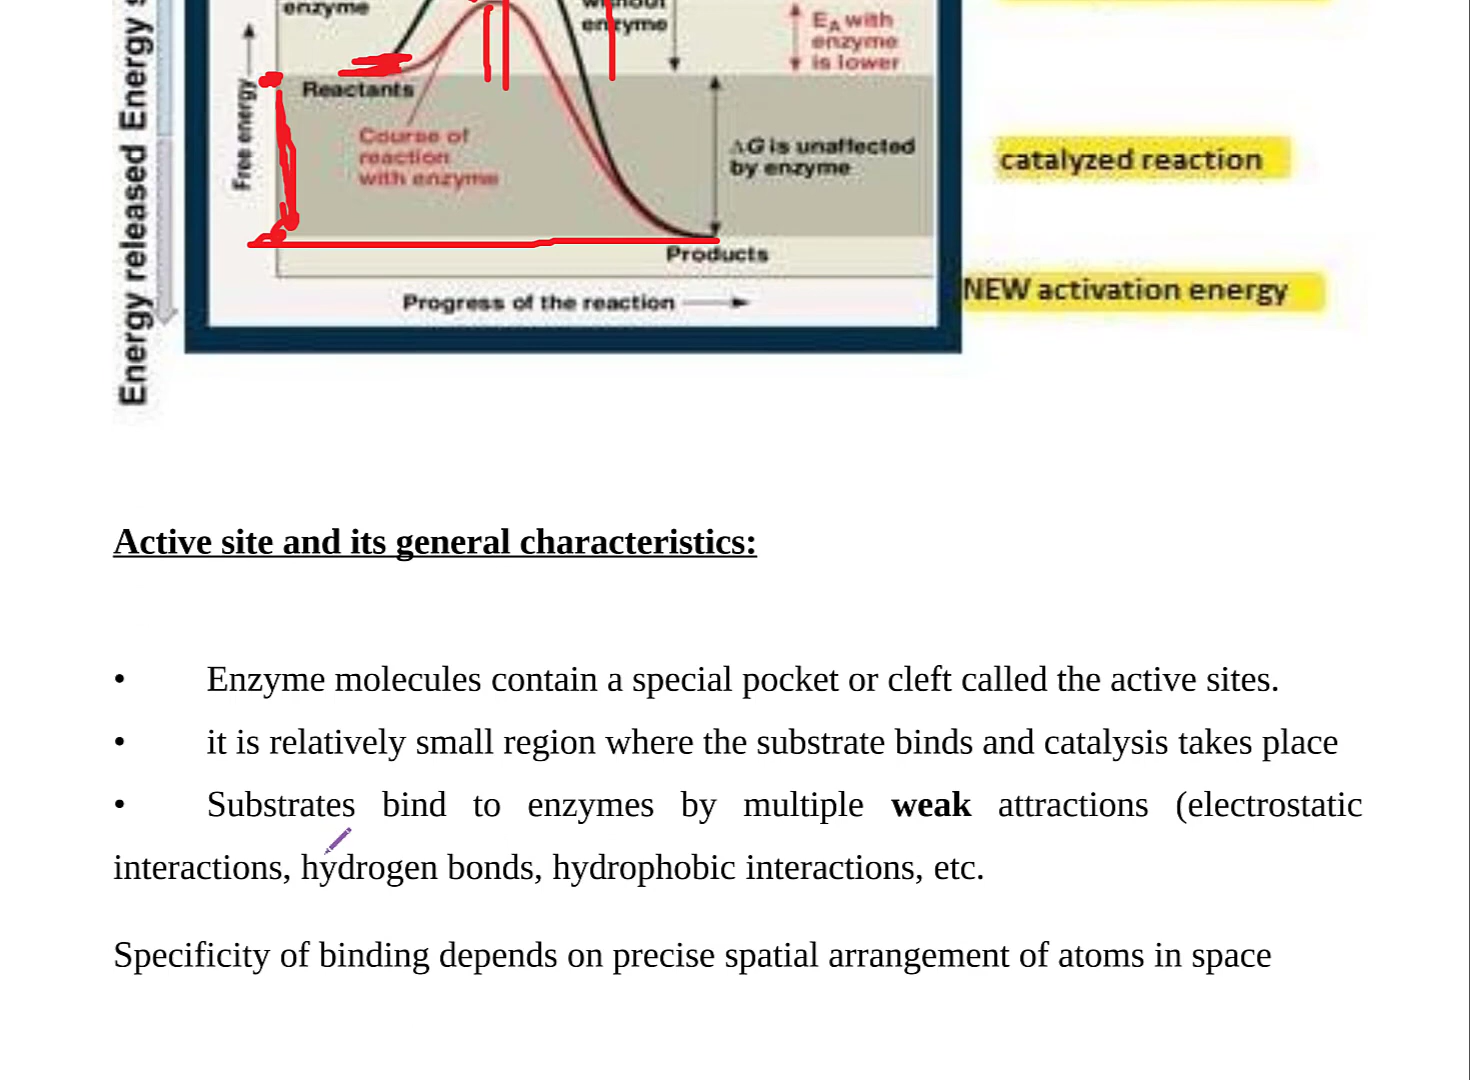 enzyme
without
enzyme
EA with
enzyme
is lower
Reactants
Course of
reaction
with enzyme
ΔG is unaffected
by enzyme
Free energy
Products
Progress of the reaction
Energy released Energy
catalyzed reaction
NEW activation energy
Active site and its general characteristics:
• Enzyme molecules contain a special pocket or cleft called the active sites.
• it is relatively small region where the substrate binds and catalysis takes place
• Substrates bind to enzymes by multiple weak attractions (electrostatic
interactions, hydrogen bonds, hydrophobic interactions, etc.
Specificity of binding depends on precise spatial arrangement of atoms in space